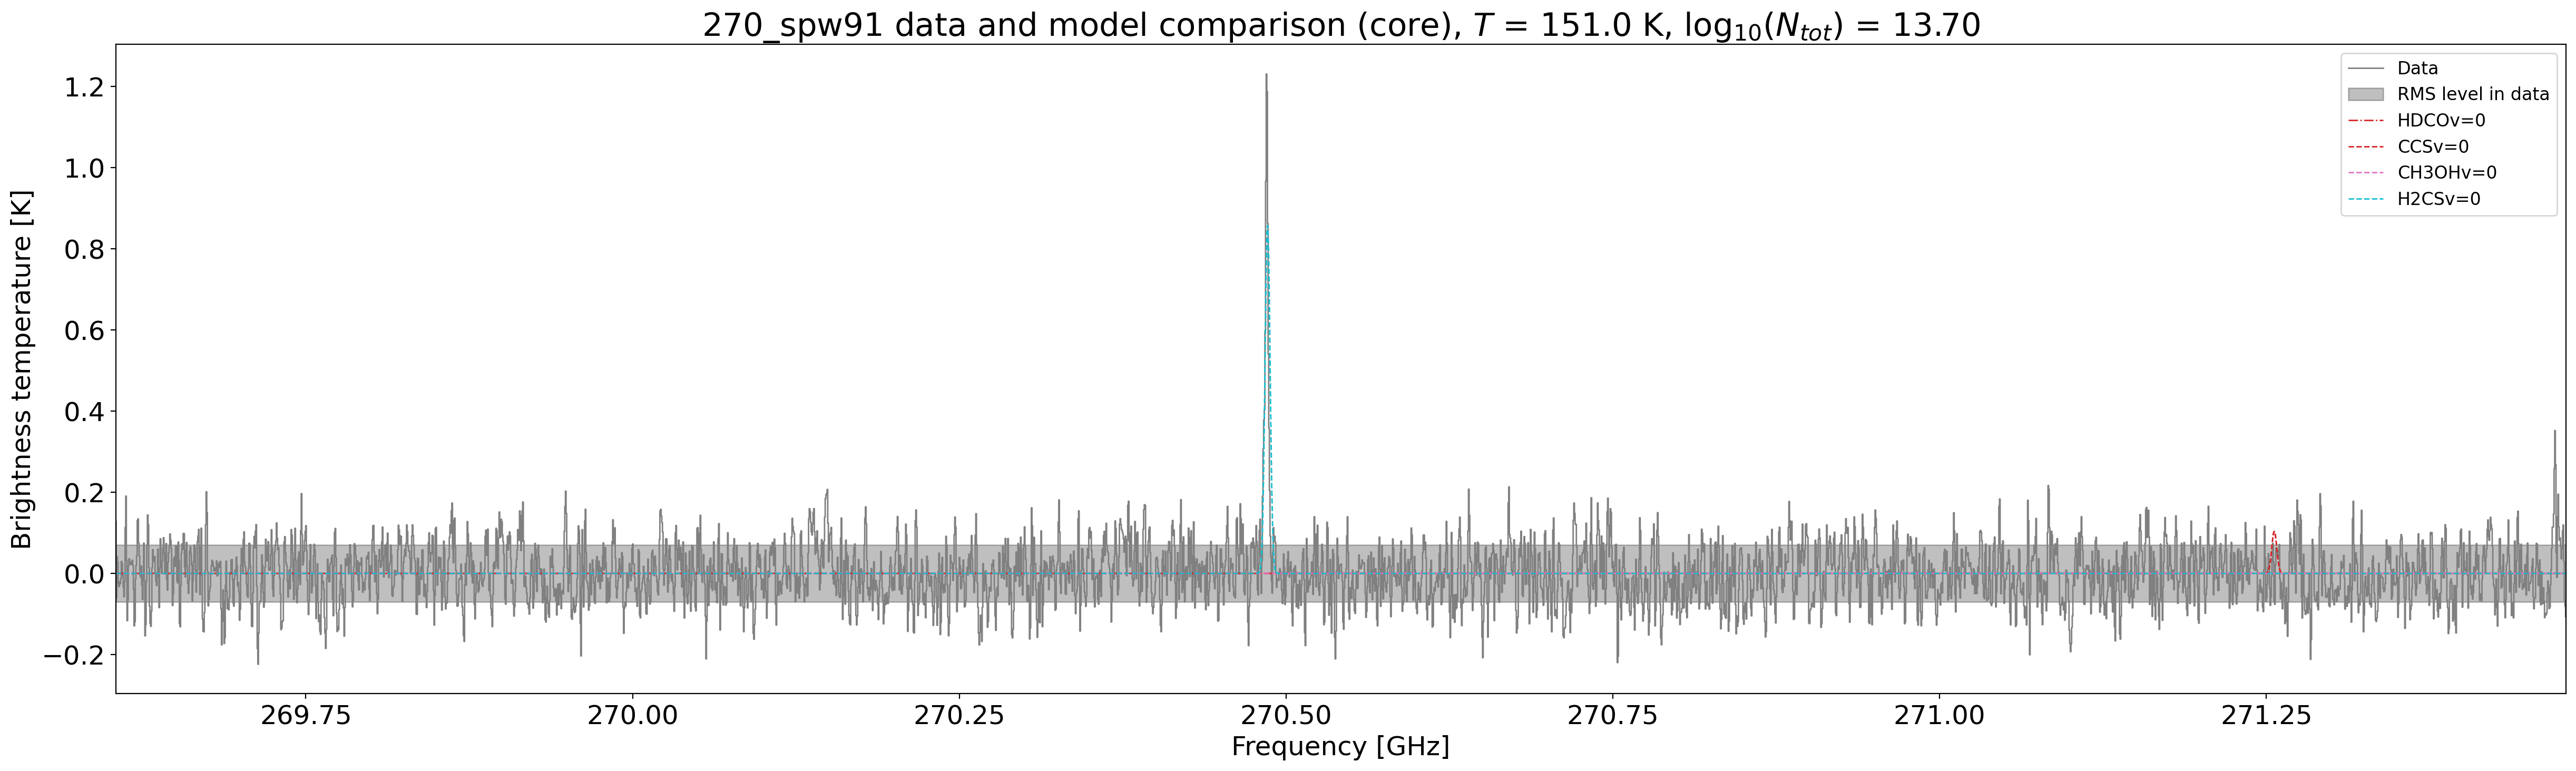 270_spw91 data and model comparison (core), T = 151.0 K, log₁₀(Nₜₒₜ) = 13.70
Data
RMS level in data
HDCOv=0
CCSv=0
CH3OHv=0
H2CSv=0
Brightness temperature [K]
1.2
1.0
0.8
0.6
0.4
0.2
0.0
−0.2
269.75 270.00 270.25 270.50 270.75 271.00 271.25
Frequency [GHz]